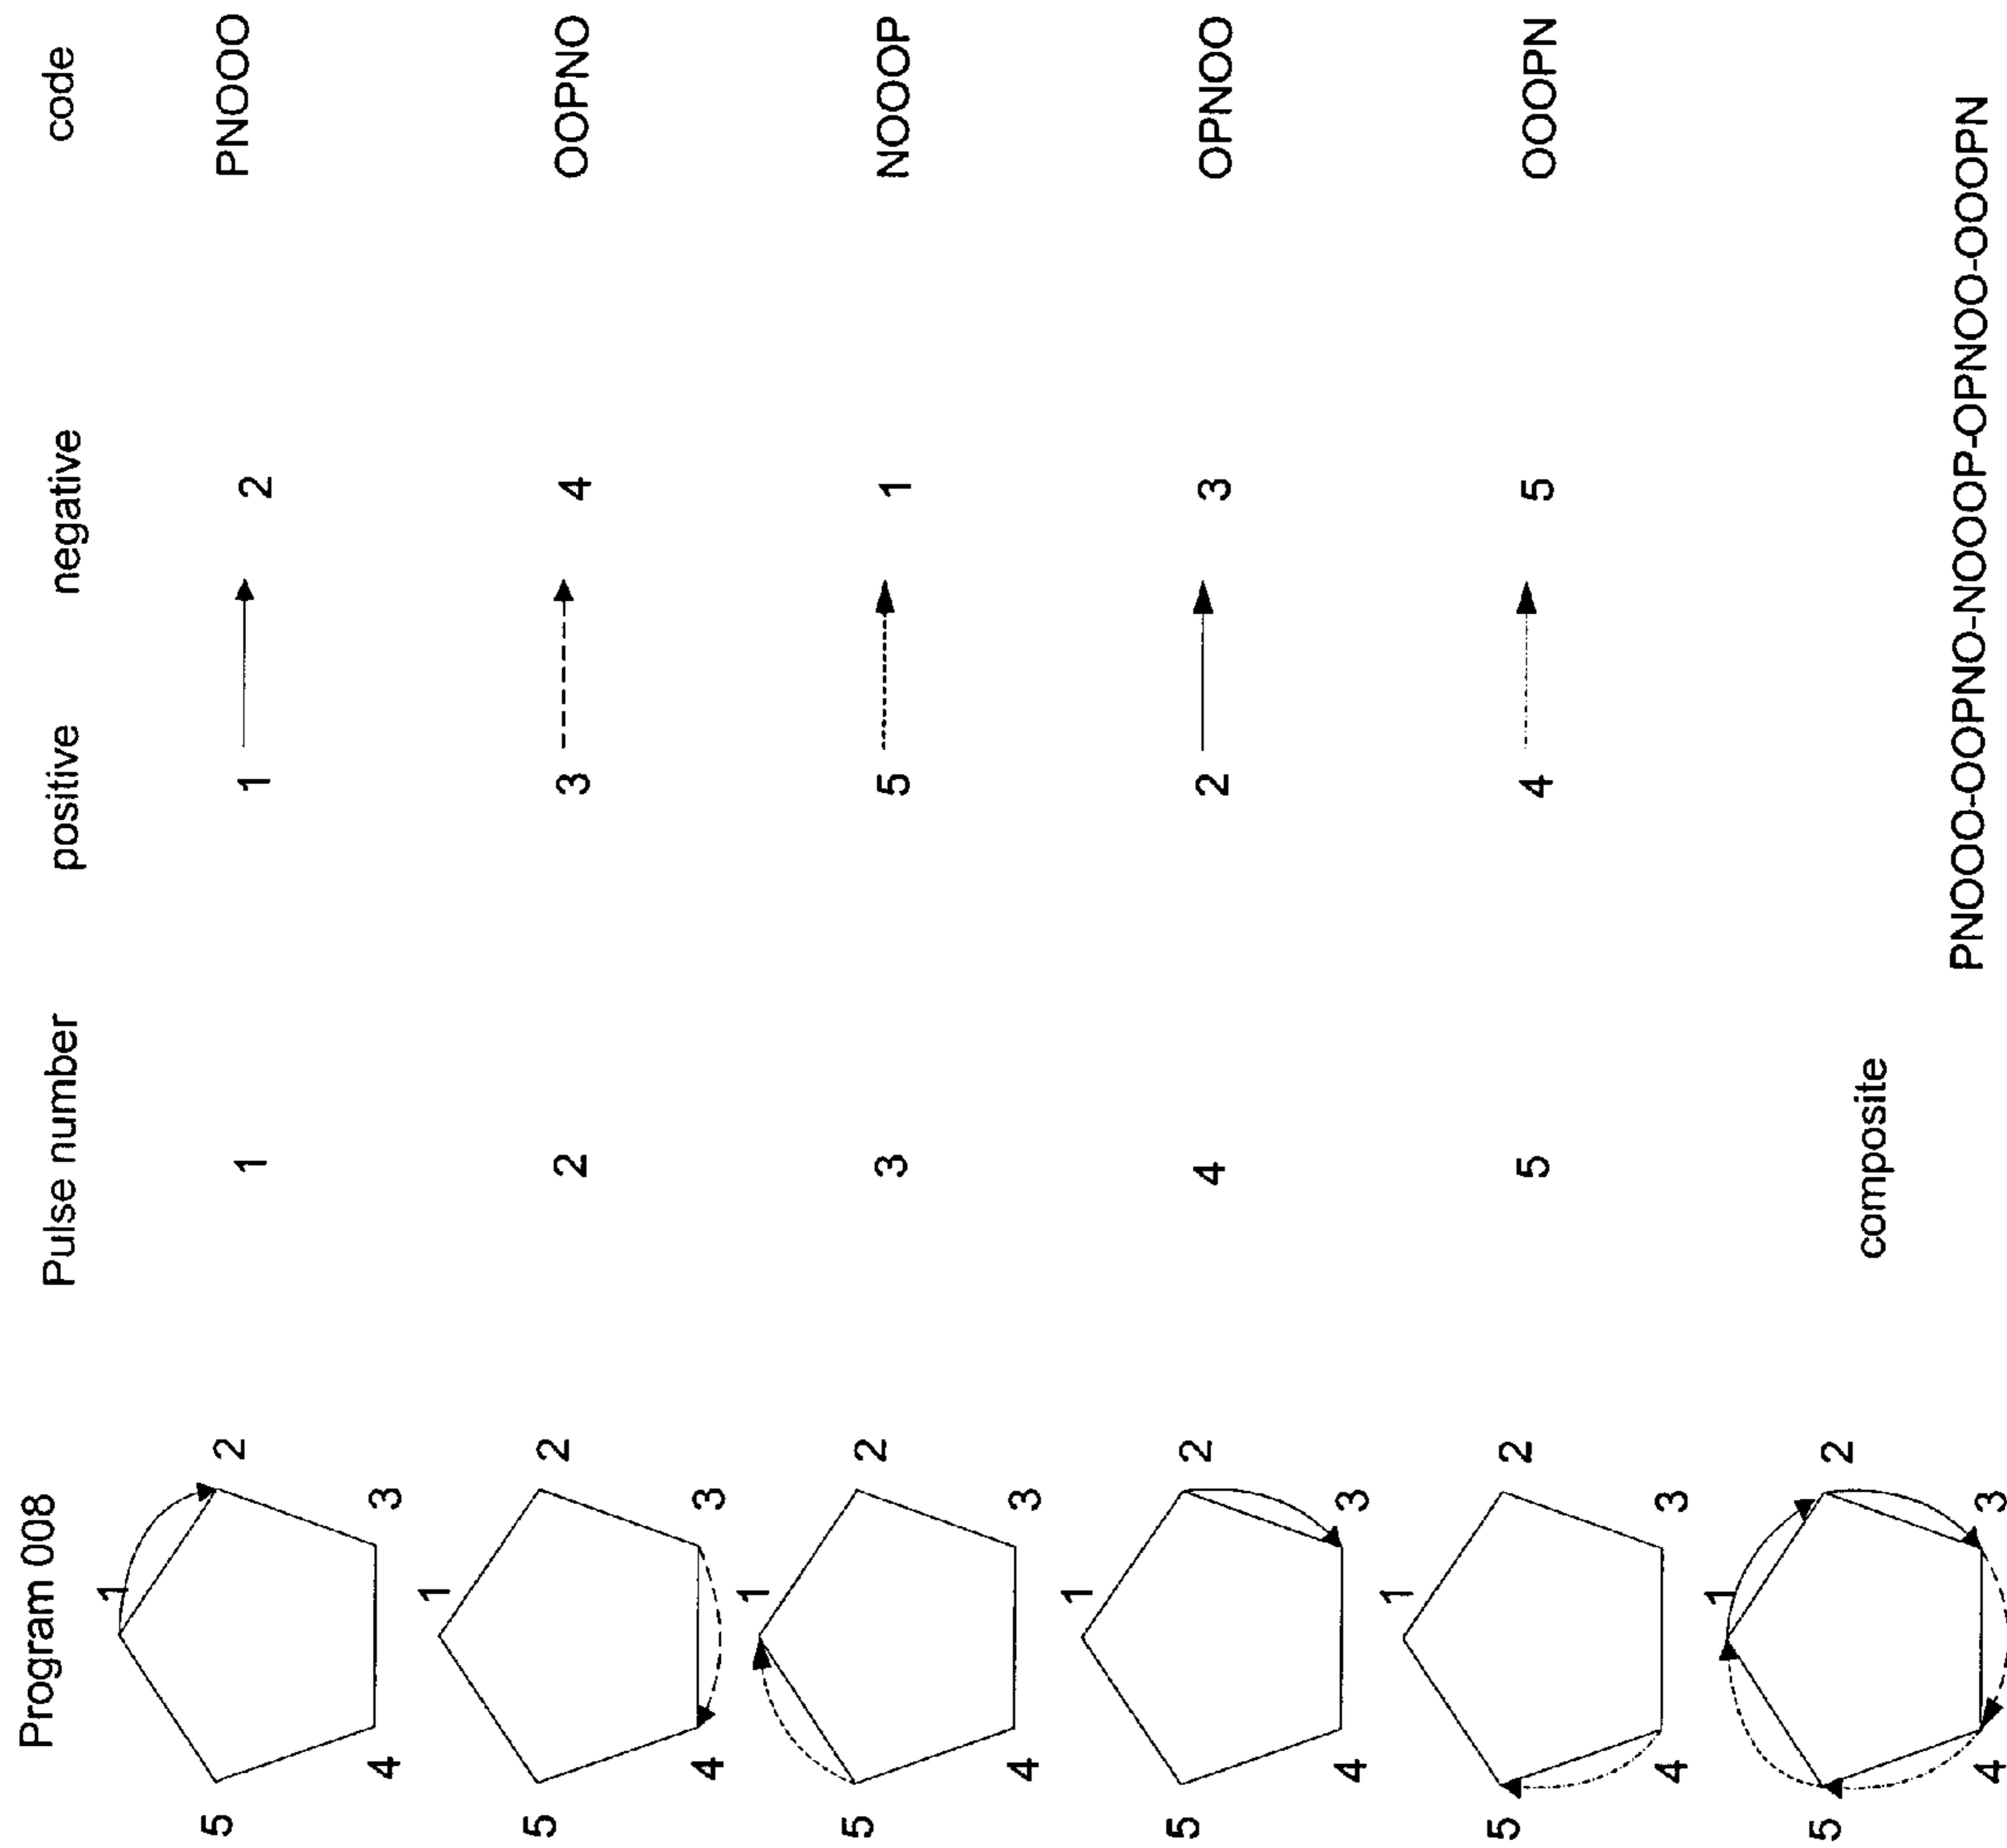 Program 008 Pulse number positive negative code
1
5 2 1 1 2 PNOOO
4 3
1
5 2 2 3 4 OOPNO
4 3
1
5 2 3 5 1 NOOOP
4 3
1
5 2 4 2 3 OPNOO
4 3
1
5 2 5 4 5 OOOPN
4 3
1
5 2 composite
4 3 PNOOO-OOPNO-NOOOP-OPNOO-OOOPN